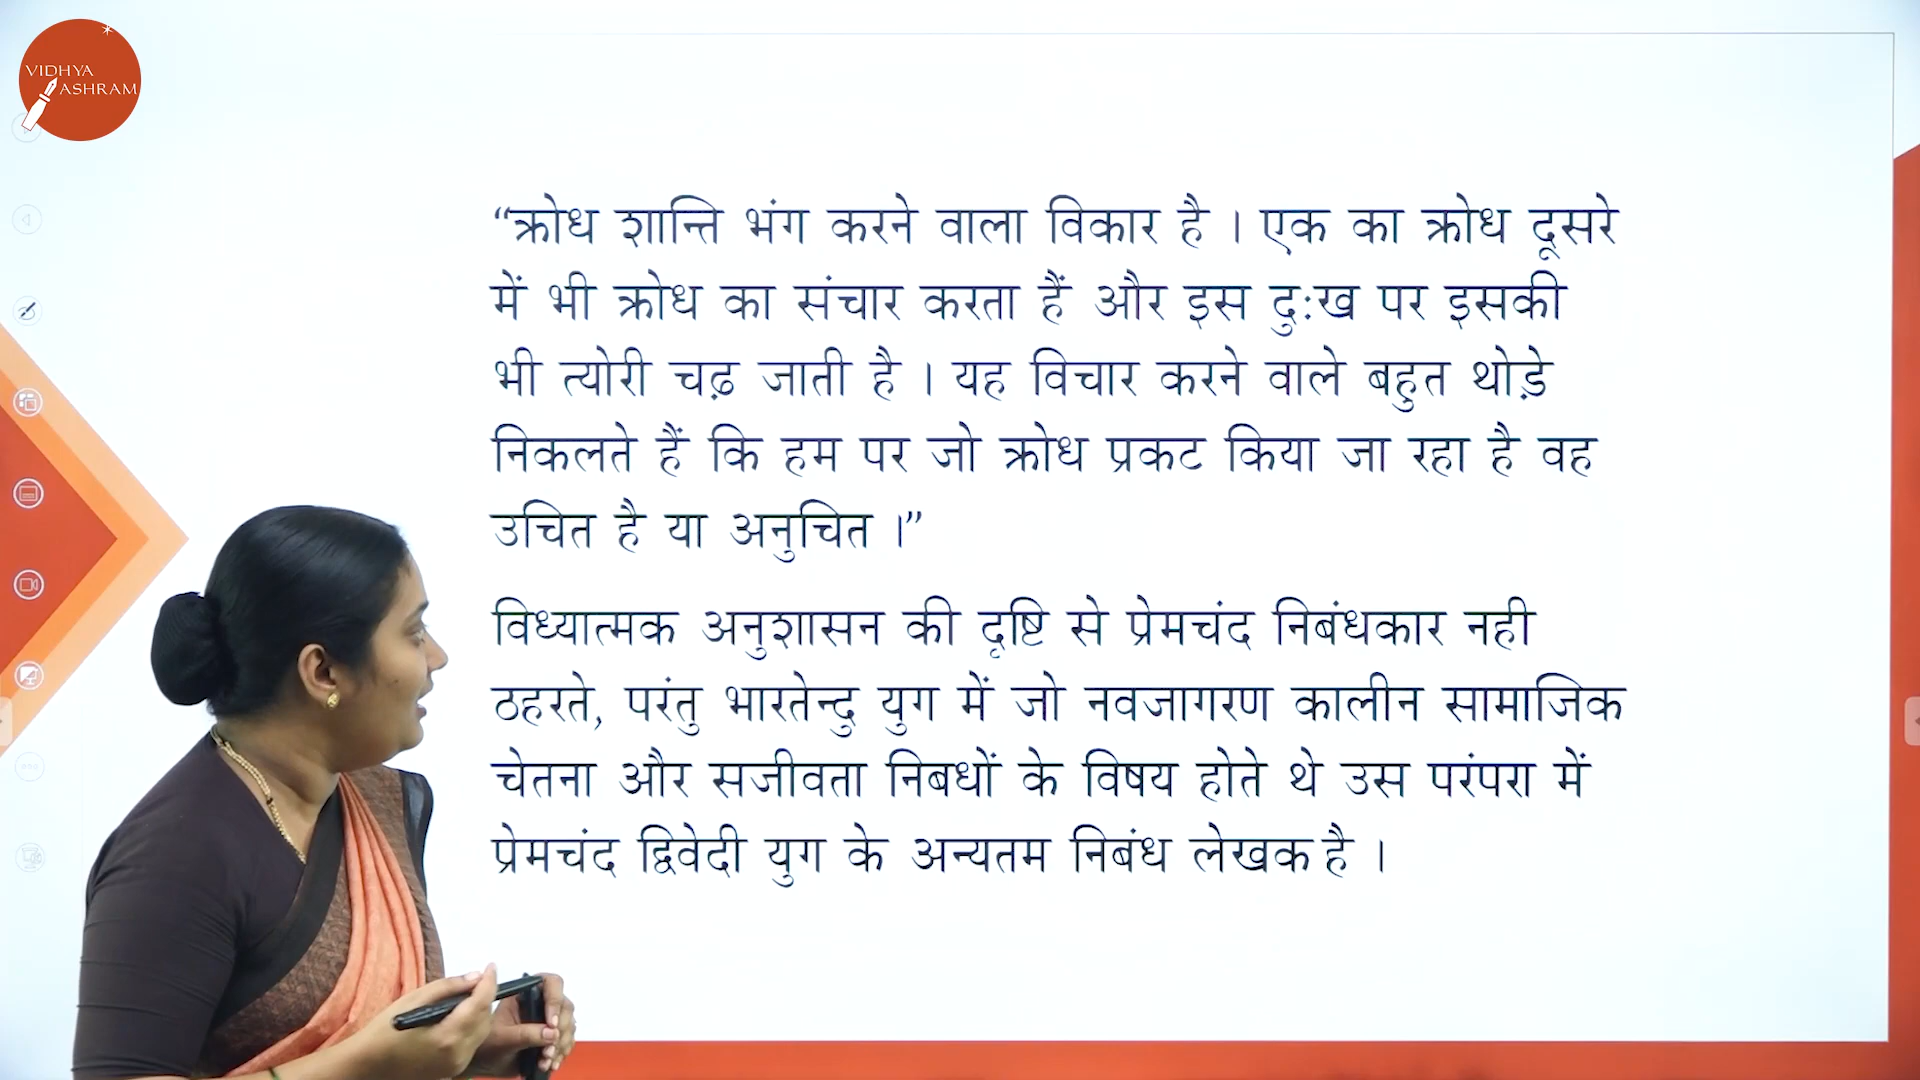 VIDHYA
ASHRAM
“क्रोध शान्ति भंग करने वाला विकार है । एक का क्रोध दूसरे
में भी क्रोध का संचार करता हैं और इस दुःख पर इसकी
भी त्योरी चढ़ जाती है । यह विचार करने वाले बहुत थोड़े
निकलते हैं कि हम पर जो क्रोध प्रकट किया जा रहा है वह
उचित है या अनुचित ।”
विध्यात्मक अनुशासन की दृष्टि से प्रेमचंद निबंधकार नही
ठहरते, परंतु भारतेन्दु युग में जो नवजागरण कालीन सामाजिक
चेतना और सजीवता निबधों के विषय होते थे उस परंपरा में
प्रेमचंद द्विवेदी युग के अन्यतम निबंध लेखक है ।